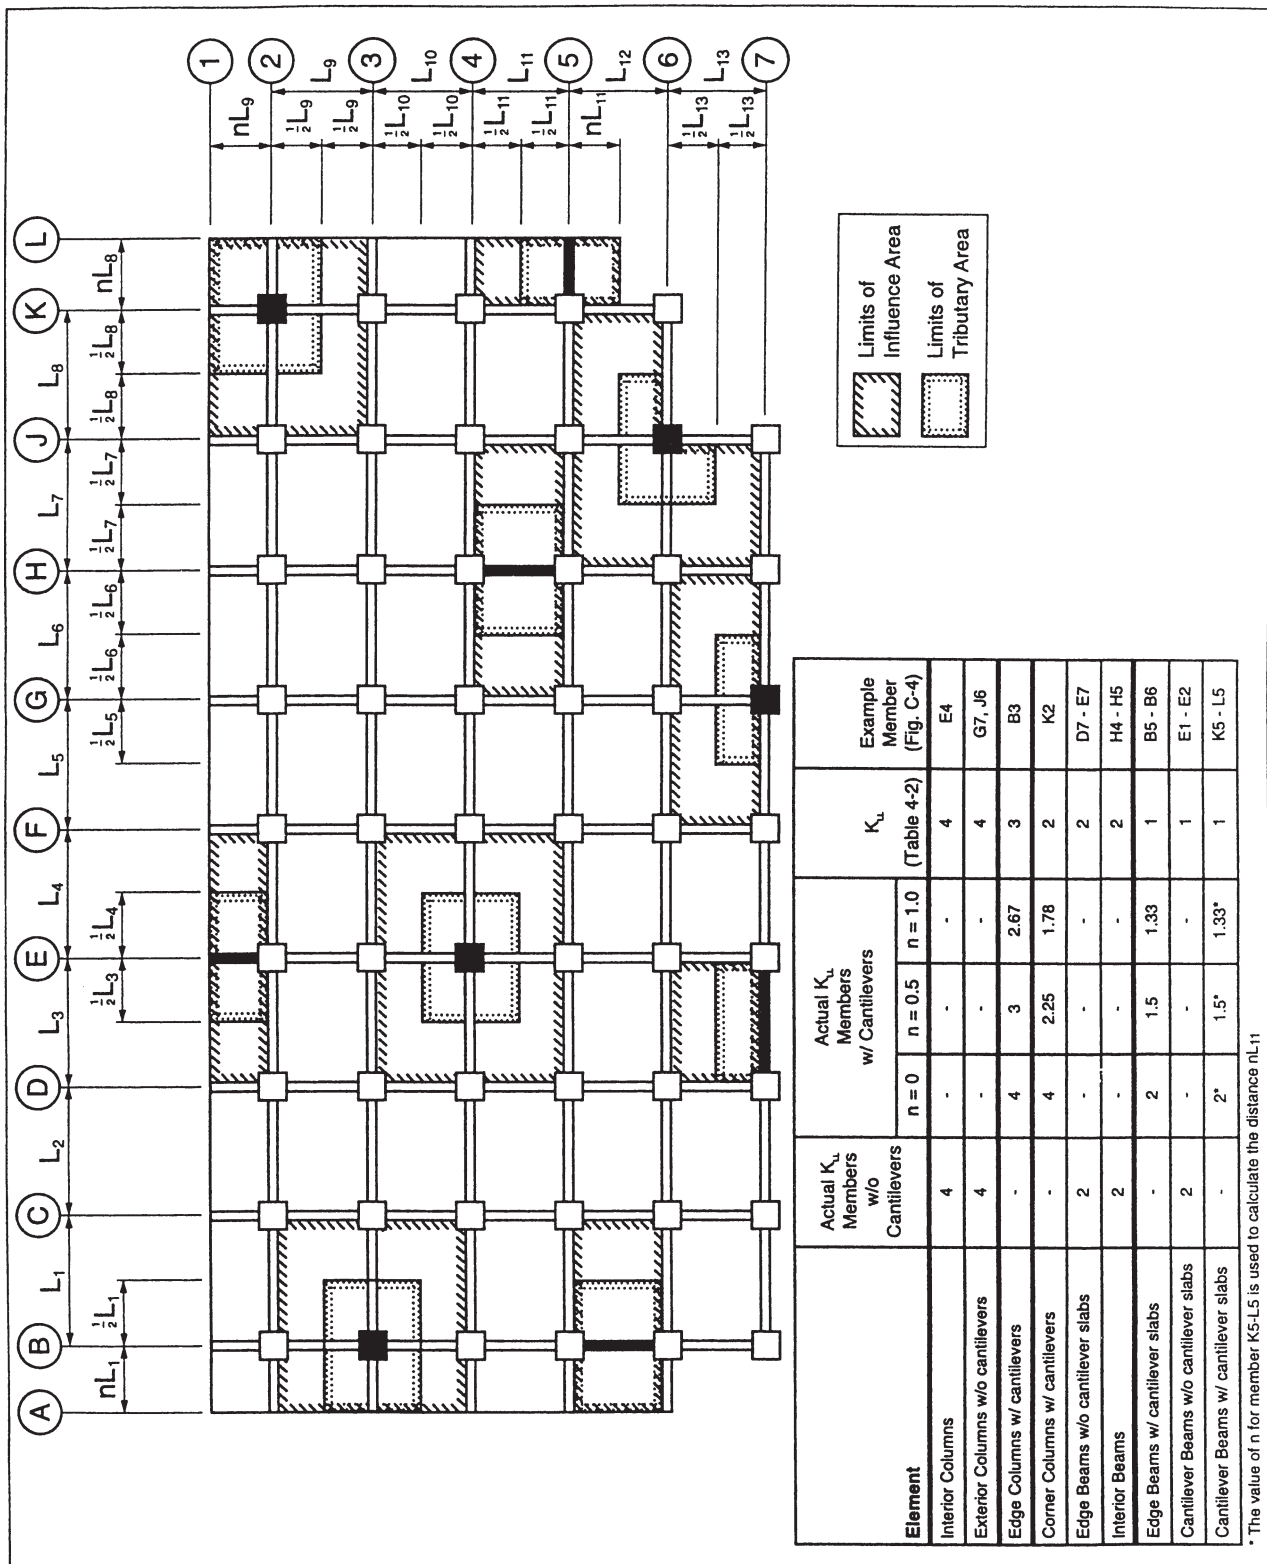 A
B
C
D
E
F
G
H
J
K
L
nL1
L1
L2
L3
L4
L5
L6
L7
L8
nL8
½L1
½L3
½L4
½L5
½L6
½L6
½L7
½L7
½L8
½L8
1
2
3
4
5
6
7
nL9
½L9
½L9
½L10
½L10
½L11
½L11
nL11
½L13
½L13
L9
L10
L11
L12
L13
Limits of
Influence Area
Limits of
Tributary Area
Element
Actual KLL
Members
w/o
Cantilevers
Actual KLL
Members
w/ Cantilevers
n = 0
n = 0.5
n = 1.0
KLL
(Table 4-2)
Example
Member
(Fig. C-4)
Interior Columns 4 - - - 4 E4
Exterior Columns w/o cantilevers 4 - - - 4 G7, J6
Edge Columns w/ cantilevers - 4 3 2.67 3 B3
Corner Columns w/ cantilevers - 4 2.25 1.78 2 K2
Edge Beams w/o cantilever slabs 2 - - - 2 D7 - E7
Interior Beams 2 - - - 2 H4 - H5
Edge Beams w/ cantilever slabs - 2 1.5 1.33 1 B5 - B6
Cantilever Beams w/o cantilever slabs 2 - - - 1 E1 - E2
Cantilever Beams w/ cantilever slabs - 2* 1.5* 1.33* 1 K5 - L5
* The value of n for member K5-L5 is used to calculate the distance nL11